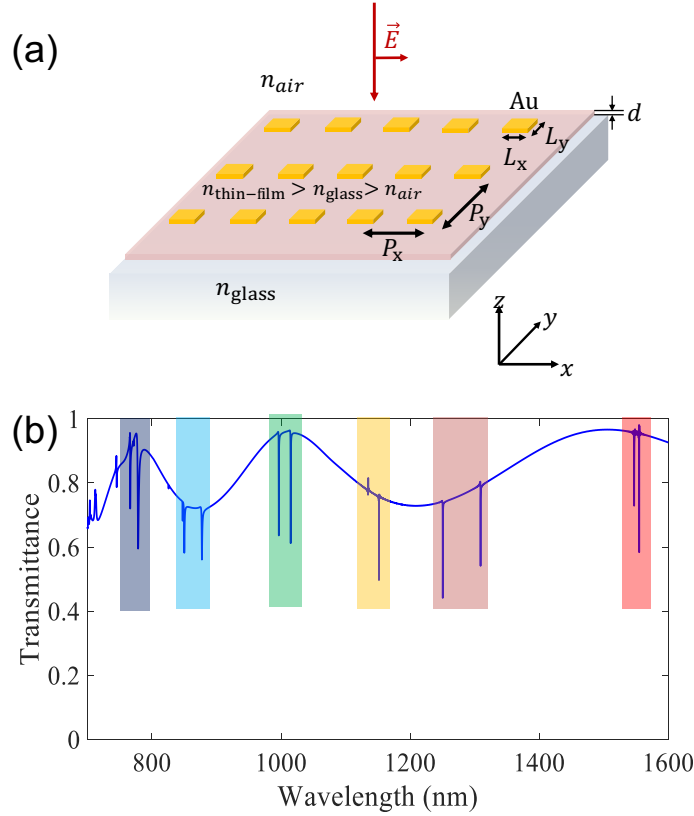 (a)
E⃗
n_air
Au
d
L_y
L_x
n_thin−film > n_glass > n_air
P_y
P_x
n_glass
z
y
x
(b)
1
0.8
0.6
0.4
0.2
0
Transmittance
800 1000 1200 1400 1600
Wavelength (nm)